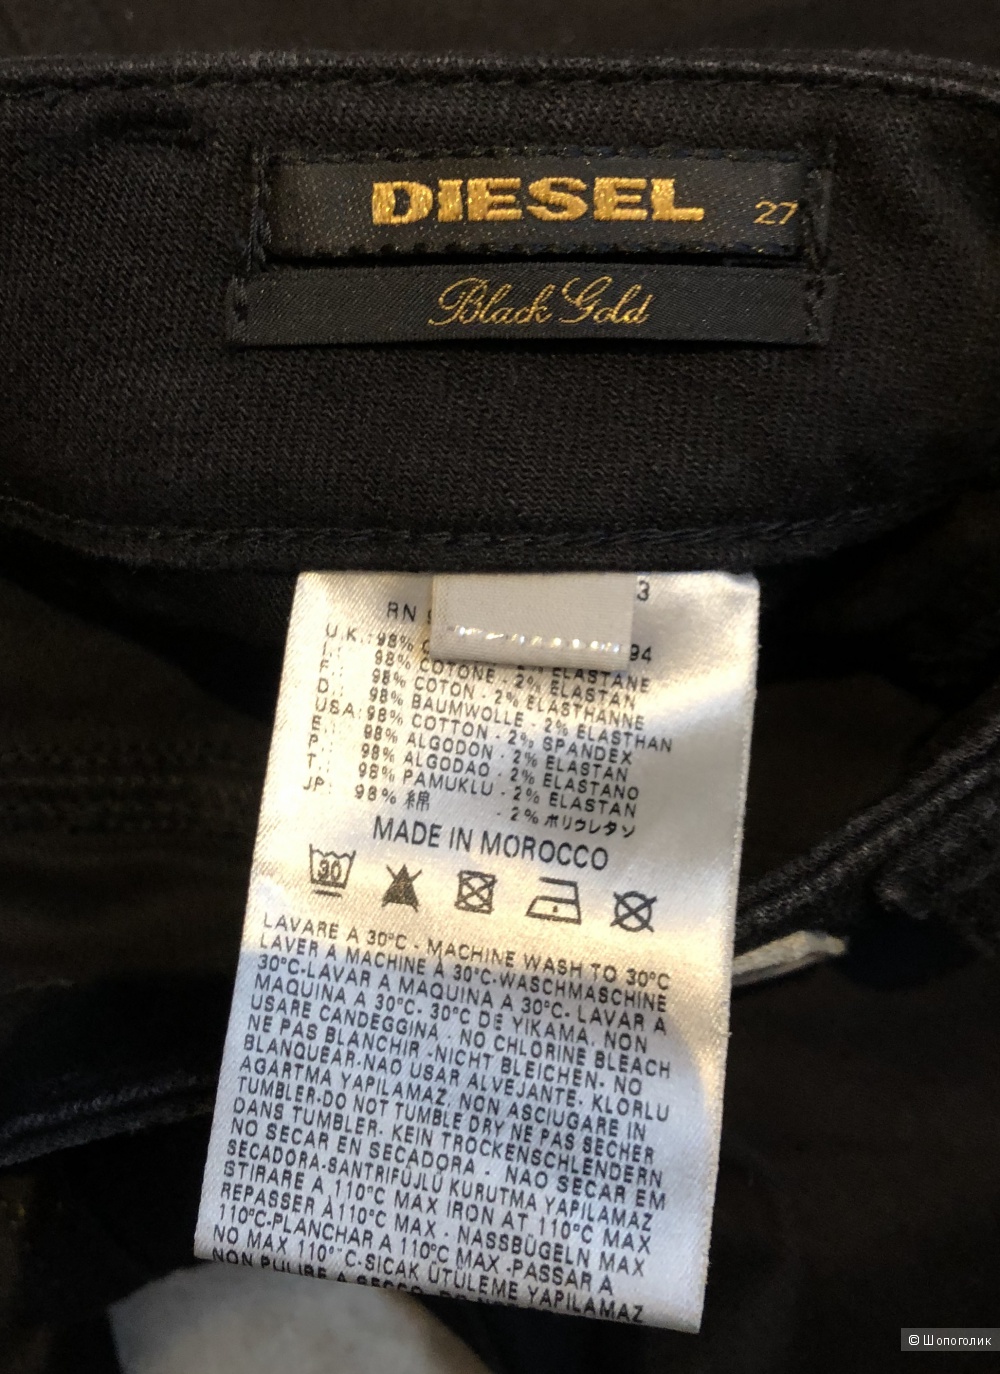 DIESEL 27
Black Gold
3
RN
94
U.K.: 98% - 2% ELASTANE
I.: 98% COTONE - 2% ELASTAN
F.: 98% COTON - 2% ELASTHANNE
D.: 98% BAUMWOLLE - 2% ELASTHAN
USA: 98% COTTON - 2% SPANDEX
E.: 98% ALGODON - 2% ELASTAN
P.: 98% ALGODAO - 2% ELASTANO
T.: 98% PAMUKLU - 2% ELASTAN
JP: 98% 綿 - 2% ポリウレタン
MADE IN MOROCCO
30
LAVARE A 30°C - MACHINE WASH TO 30°C
LAVER A MACHINE À 30°C-WASCHMASCHINE
30°C-LAVAR A MAQUINA A 30°C- LAVAR A
MAQUINA A 30°C- 30°C DE YIKAMA. NON
USARE CANDEGGINA - NO CHLORINE BLEACH
NE PAS BLANCHIR -NICHT BLEICHEN- NO
BLANQUEAR-NAO USAR ALVEJANTE- KLORLU
AGARTMA YAPILAMAZ. NON ASCIUGARE IN
TUMBLER-DO NOT TUMBLE DRY NE PAS SECHER
DANS TUMBLER- KEIN TROCKENSCHLENDERN
NO SECAR EN SECADORA - NAO SECAR EM
SECADORA-SANTRIFÜJLÜ KURUTMA YAPILAMAZ
STIRARE A 110°C MAX IRON AT 110°C MAX
REPASSER À110°C MAX - NASSBÜGELN MAX
110°C-PLANCHAR A 110°C MAX -PASSAR A
NO MAX 110°C-SICAK ÜTÜLEME YAPILAMAZ
NON PULIRE A SECCO
© Шопоголик